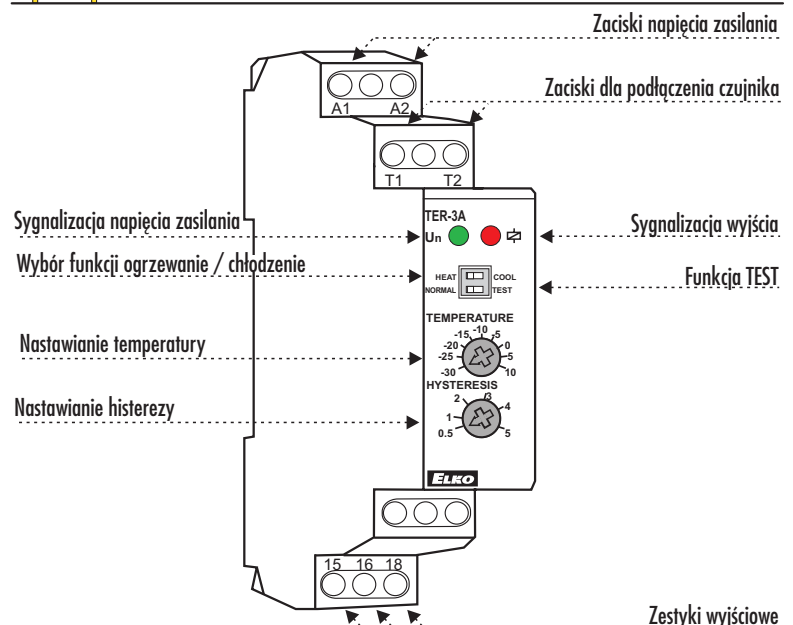 Zaciski napięcia zasilania
A1 A2
Zaciski dla podłączenia czujnika
T1 T2
TER-3A
Sygnalizacja napięcia zasilania
Un
Sygnalizacja wyjścia
Wybór funkcji ogrzewanie / chłodzenie
HEAT COOL
NORMAL TEST
Funkcja TEST
TEMPERATURE
-30 -25 -20 -15 -10 -5 0 5 10
Nastawianie temperatury
HYSTERESIS
0.5 1 2 3 4 5
Nastawianie histerezy
ELKO
15 16 18
Zestyki wyjściowe